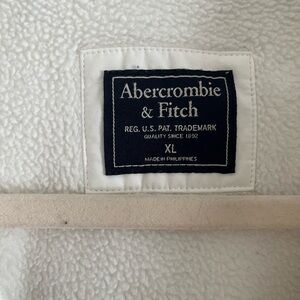 Abercrombie
& Fitch
REG. U.S. PAT. TRADEMARK
QUALITY SINCE 1892
XL
MADE IN PHILIPPINES